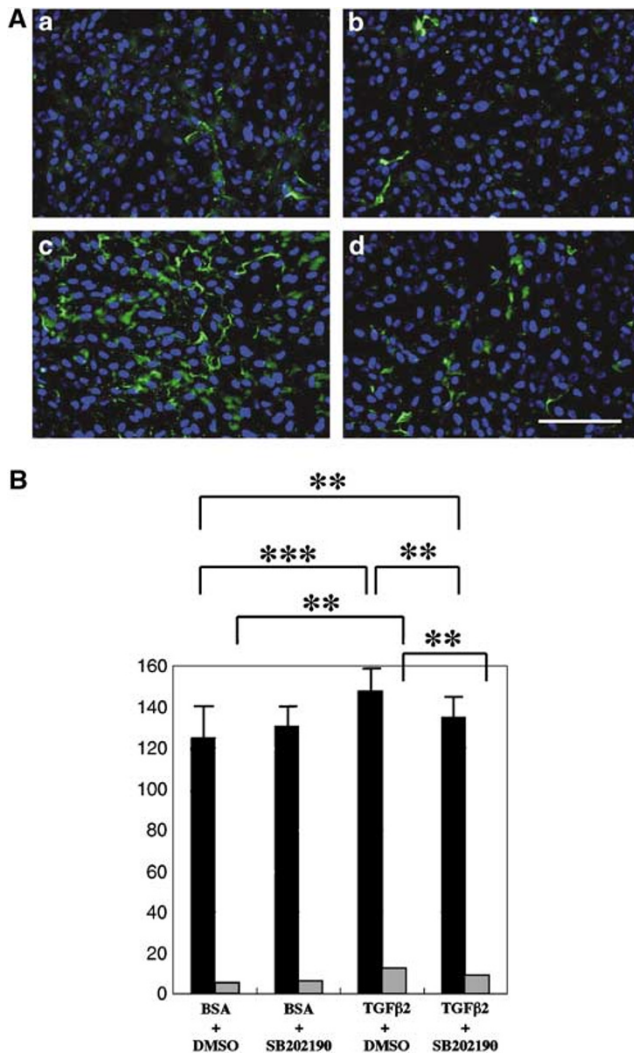 A
a
b
c
d
B
**
***
**
**
**
160
140
120
100
80
60
40
20
0
BSA + DMSO
BSA + SB202190
TGFβ2 + DMSO
TGFβ2 + SB202190